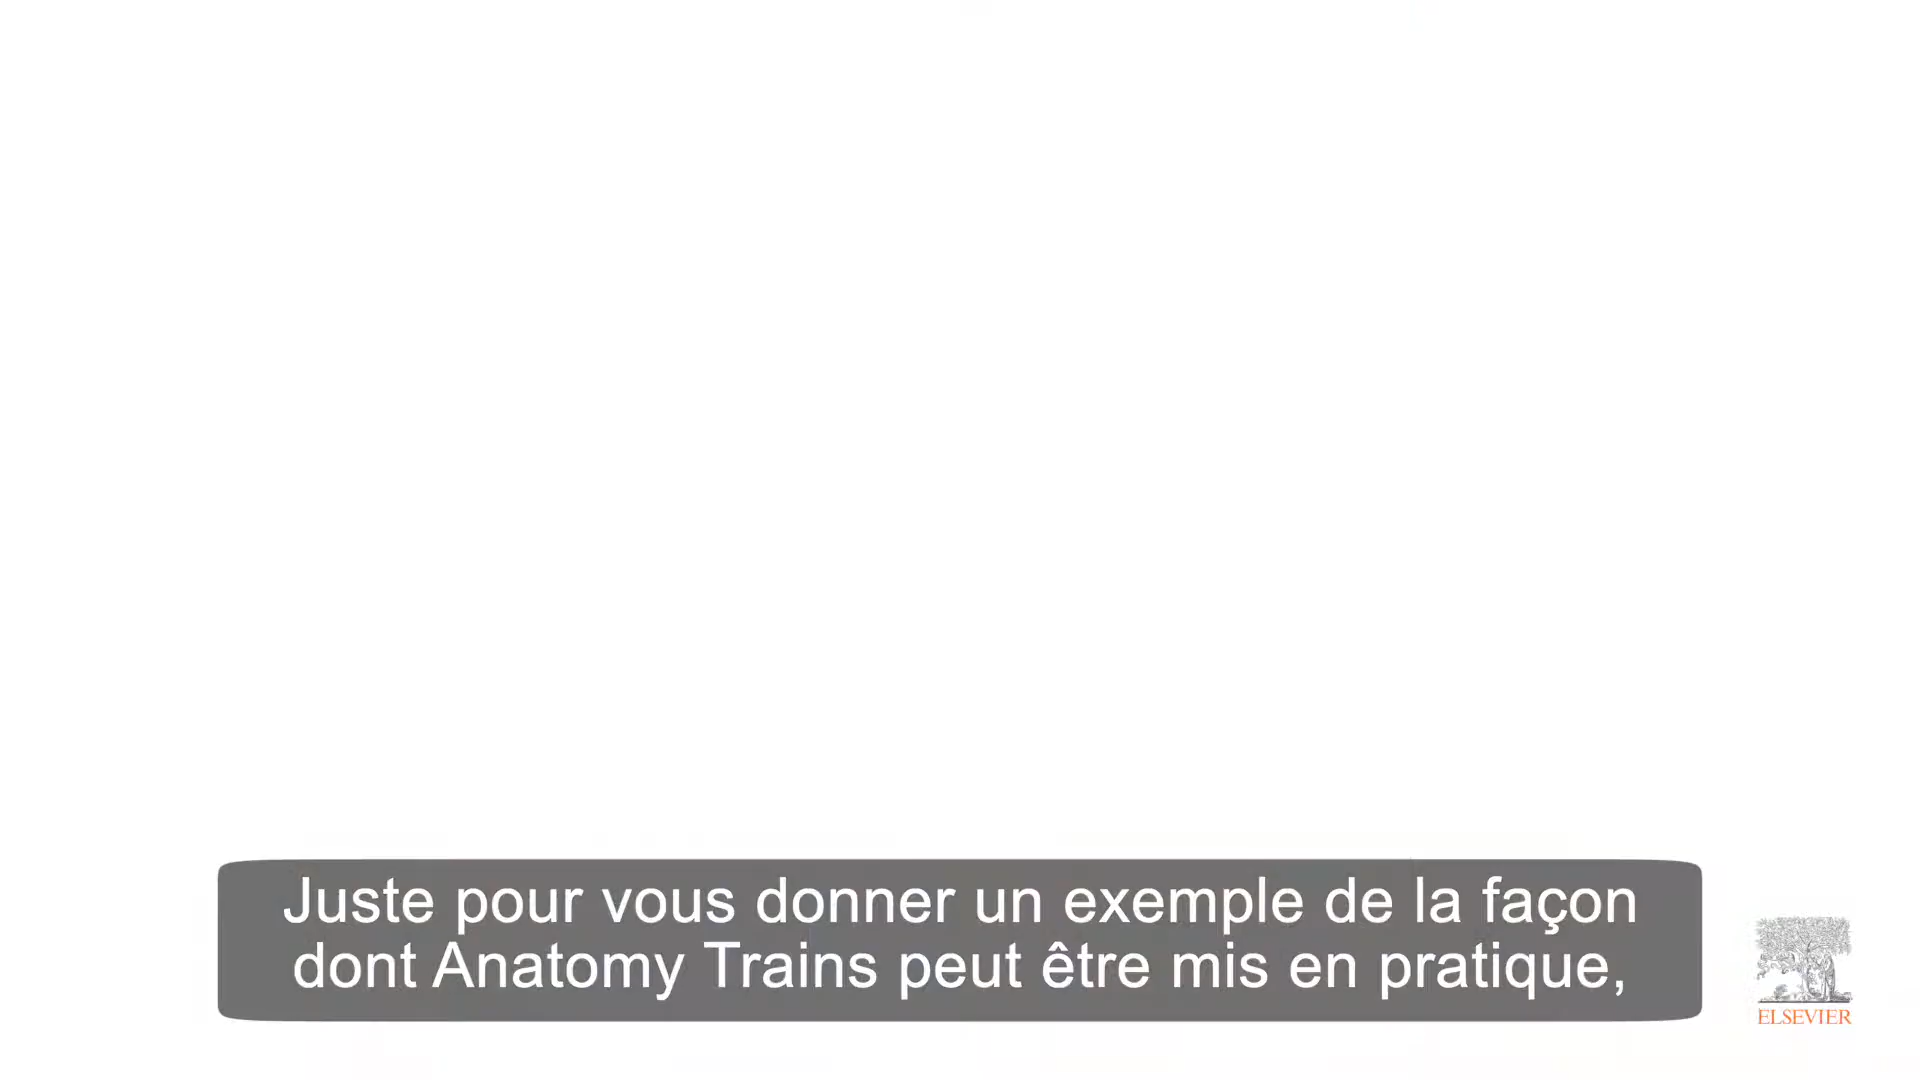 Juste pour vous donner un exemple de la façon
dont Anatomy Trains peut être mis en pratique,
ELSEVIER